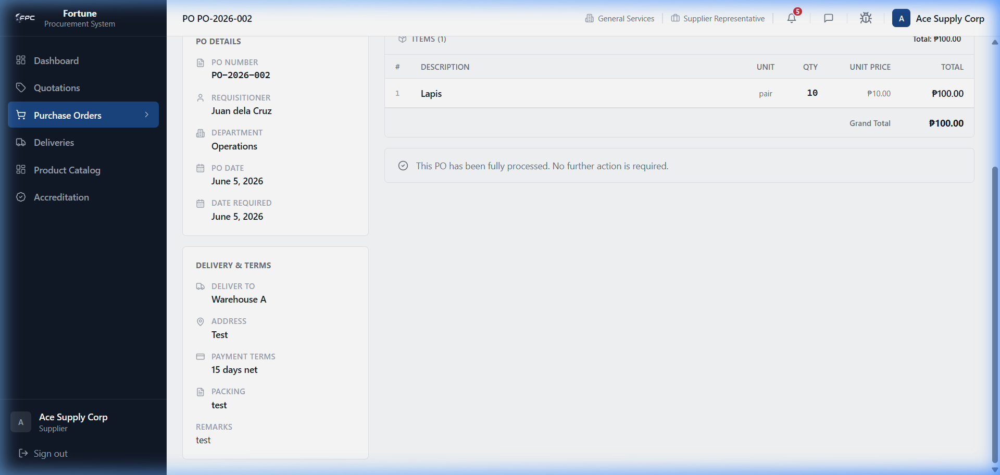 FPC
Fortune
Procurement System
Dashboard
Quotations
Purchase Orders
Deliveries
Product Catalog
Accreditation
A
Ace Supply Corp
Supplier
Sign out
PO PO-2026-002
General Services
Supplier Representative
5
A
Ace Supply Corp
PO DETAILS
PO NUMBER
PO-2026-002
REQUISITIONER
Juan dela Cruz
DEPARTMENT
Operations
PO DATE
June 5, 2026
DATE REQUIRED
June 5, 2026
DELIVERY & TERMS
DELIVER TO
Warehouse A
ADDRESS
Test
PAYMENT TERMS
15 days net
PACKING
test
REMARKS
test
ITEMS (1) Total: ₱100.00
# DESCRIPTION UNIT QTY UNIT PRICE TOTAL
1 Lapis pair 10 ₱10.00 ₱100.00
Grand Total ₱100.00
This PO has been fully processed. No further action is required.